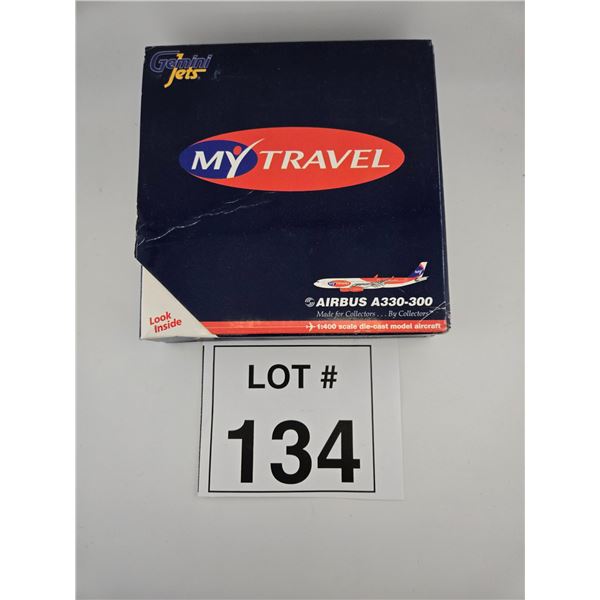 Gemini
Jets
MYTRAVEL
AIRBUS A330-300
Made for Collectors . . . By Collectors™
1:400 scale die-cast model aircraft
Look
Inside
LOT #
134